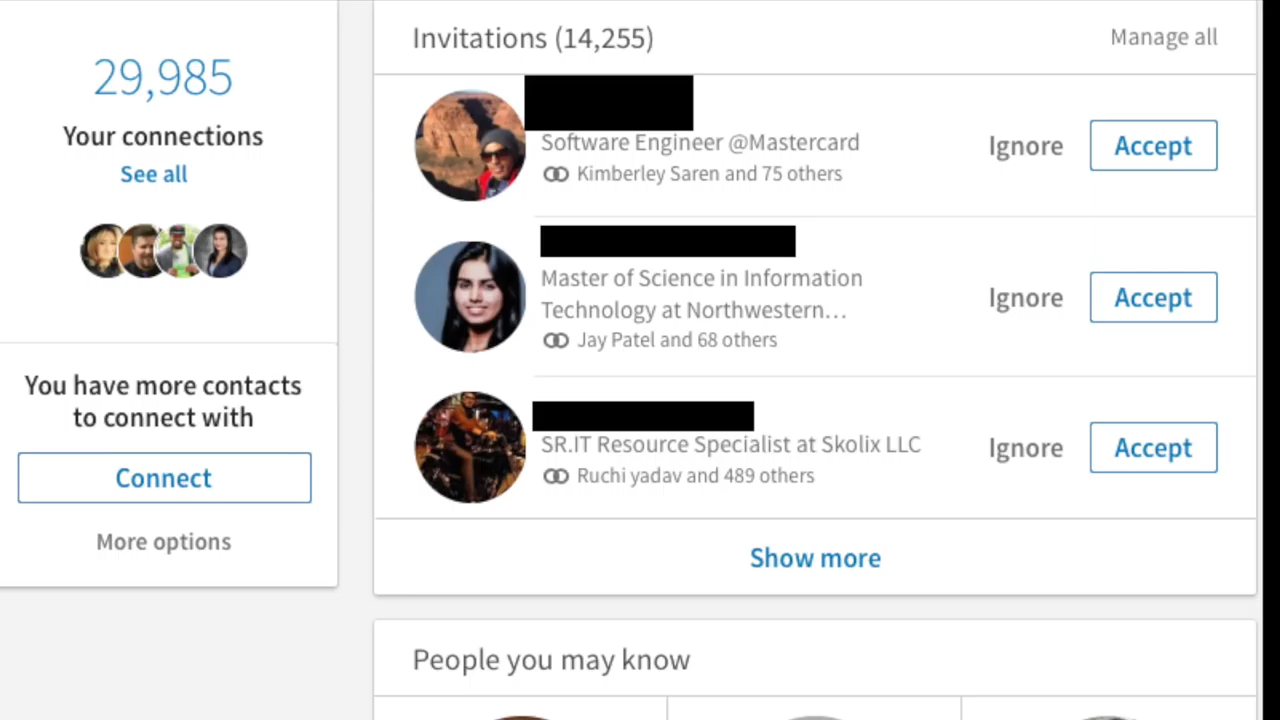 29,985
Your connections
See all
You have more contacts
to connect with
Connect
More options
Invitations (14,255)
Manage all
Software Engineer @Mastercard
Kimberley Saren and 75 others
Ignore
Accept
Master of Science in Information
Technology at Northwestern...
Jay Patel and 68 others
Ignore
Accept
SR.IT Resource Specialist at Skolix LLC
Ruchi yadav and 489 others
Ignore
Accept
Show more
People you may know